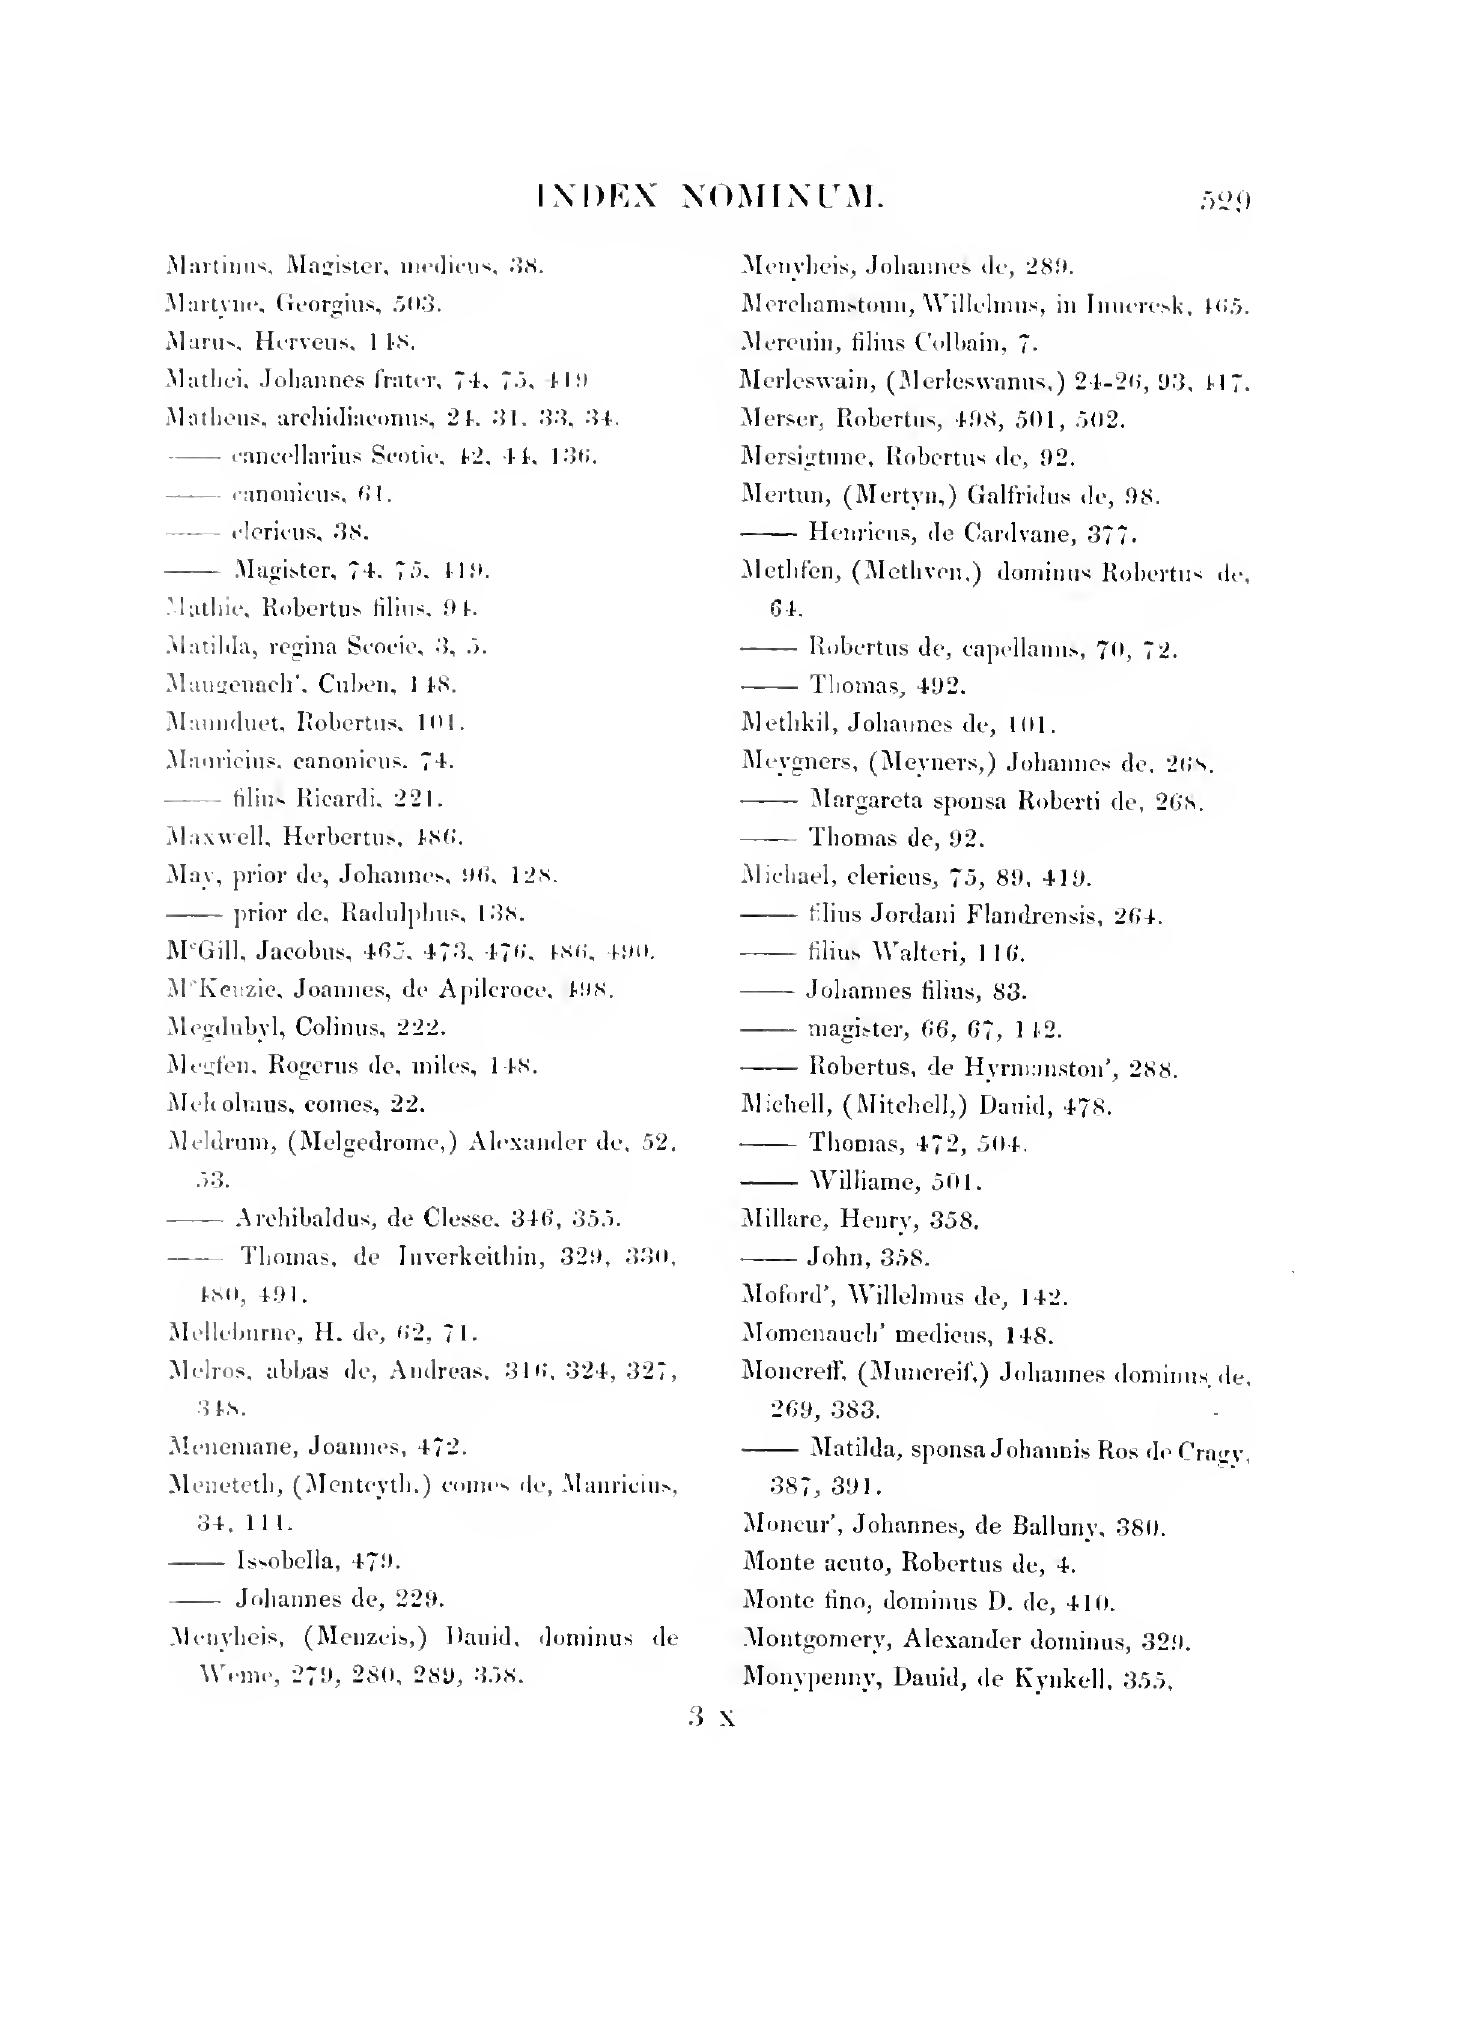 INDEX NOMINUM.
529
Martinus, Magister, medicus, 38.
Martyne, Georgius, 503.
Marus, Herveus, 148.
Mathei, Johannes frater, 74, 75, 419
Matheus, archidiaconus, 24, 31, 33, 34.
—— cancellarius Scotie, 42, 44, 136.
—— canonicus, 61.
—— clericus, 38.
—— Magister, 74, 75, 419.
Mathie, Robertus filius, 94.
Matilda, regina Scocie, 3, 5.
Maugenach', Cuben, 148.
Maunduet, Robertus, 101.
Mauricius, canonicus, 74.
—— filius Ricardi, 221.
Maxwell, Herbertus, 486.
May, prior de, Johannes, 96, 128.
—— prior de, Radulphus, 138.
McGill, Jacobus, 465, 473, 476, 486, 490.
McKenzie, Joannes, de Apilcroce, 498.
Megdubyl, Colinus, 222.
Megfen, Rogerus de, miles, 148.
Melcolmus, comes, 22.
Meldrum, (Melgedrome,) Alexander de, 52,
53.
—— Archibaldus, de Clesse, 346, 355.
—— Thomas, de Inverkeithin, 329, 330,
480, 491.
Melleburne, H. de, 62, 71.
Melros, abbas de, Andreas, 316, 324, 327,
348.
Menemane, Joannes, 472.
Meneteth, (Menteyth,) comes de, Mauricius,
34, 111.
—— Issobella, 479.
—— Johannes de, 229.
Menyheis, (Menzeis,) Dauid, dominus de
Weme, 279, 280, 289, 358.
Menyheis, Johannes de, 289.
Merchamstoun, Willelmus, in Inueresk, 465.
Mereuin, filius Colbain, 7.
Merleswain, (Merleswanus,) 24-26, 93, 417.
Merser, Robertus, 498, 501, 502.
Mersigtune, Robertus de, 92.
Mertun, (Mertyn,) Galfridus de, 98.
—— Henricus, de Cardvane, 377.
Methfen, (Methven,) dominus Robertus de,
64.
—— Robertus de, capellanus, 70, 72.
—— Thomas, 492.
Methkil, Johannes de, 101.
Meygners, (Meyners,) Johannes de, 268.
—— Margareta sponsa Roberti de, 268.
—— Thomas de, 92.
Michael, clericus, 75, 89, 419.
—— filius Jordani Flandrensis, 264.
—— filius Walteri, 116.
—— Johannes filius, 83.
—— magister, 66, 67, 142.
—— Robertus, de Hyrmanston', 288.
Michell, (Mitchell,) Dauid, 478.
—— Thomas, 472, 504.
—— Williame, 501.
Millare, Henry, 358.
—— John, 358.
Moford', Willelmus de, 142.
Momenauch' medicus, 148.
Moncreff, (Muncreif,) Johannes dominus de,
269, 383.
—— Matilda, sponsa Johannis Ros de Cragy,
387, 391.
Moncur', Johannes, de Balluny, 380.
Monte acuto, Robertus de, 4.
Monte fino, dominus D. de, 410.
Montgomery, Alexander dominus, 329.
Monypenny, Dauid, de Kynkell, 355,
3 X